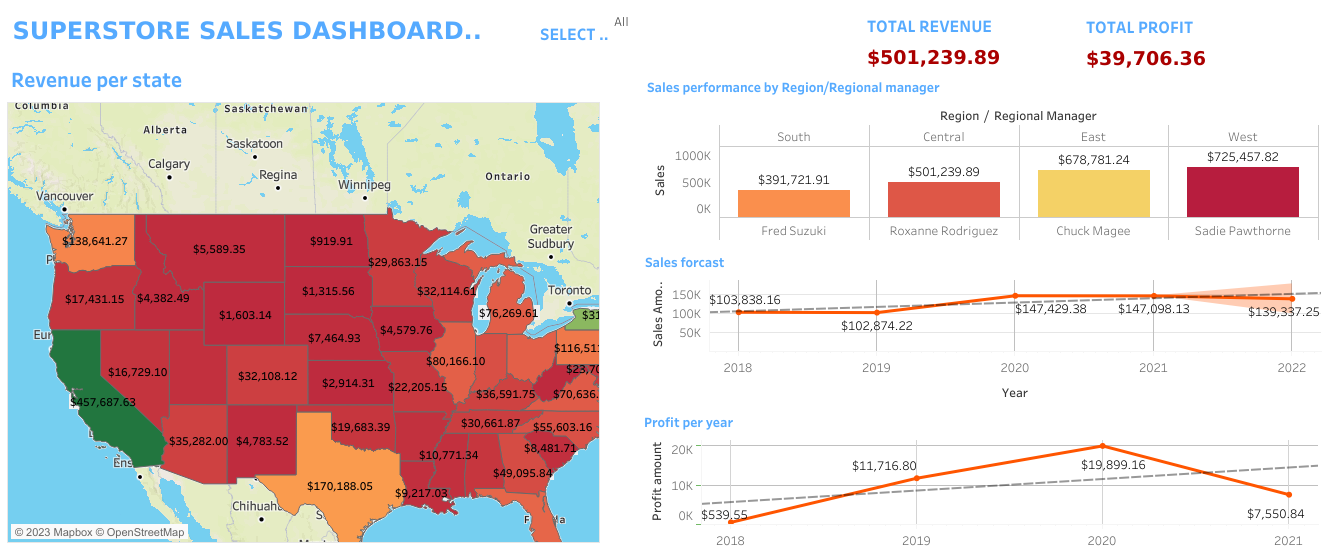 SUPERSTORE SALES DASHBOARD..
SELECT ..
All
TOTAL REVENUE
$501,239.89
TOTAL PROFIT
$39,706.36
Revenue per state
Columbia
Saskatchewan
Alberta
Saskatoon
Calgary
Regina
Ontario
Winnipeg
Vancouver
Greater
Sudbury
Toronto
$138,641.27
$5,589.35
$919.91
$29,863.15
$17,431.15
$4,382.49
$1,315.56
$32,114.61
$76,269.61
$31
$1,603.14
$4,579.76
Eur
$7,464.93
$116,51
$80,166.10
$23,70
$16,729.10
$32,108.12
$2,914.31
$22,205.15
$36,591.75
$70,636.
$457,687.63
$19,683.39
$30,661.87
$55,603.16
$35,282.00
$4,783.52
$10,771.34
$8,481.71
Ens
$49,095.84
$170,188.05
$9,217.03
Chihuah
© 2023 Mapbox © OpenStreetMap
Sales performance by Region/Regional manager
Region / Regional Manager
South
Central
East
West
Sales
1000K
500K
0K
$391,721.91
$501,239.89
$678,781.24
$725,457.82
Fred Suzuki
Roxanne Rodriguez
Chuck Magee
Sadie Pawthorne
Sales forcast
Sales Amo..
150K
100K
50K
$103,838.16
$102,874.22
$147,429.38
$147,098.13
$139,337.25
2018
2019
2020
2021
2022
Year
Profit per year
Profit amount
20K
10K
0K
$539.55
$11,716.80
$19,899.16
$7,550.84
2018
2019
2020
2021